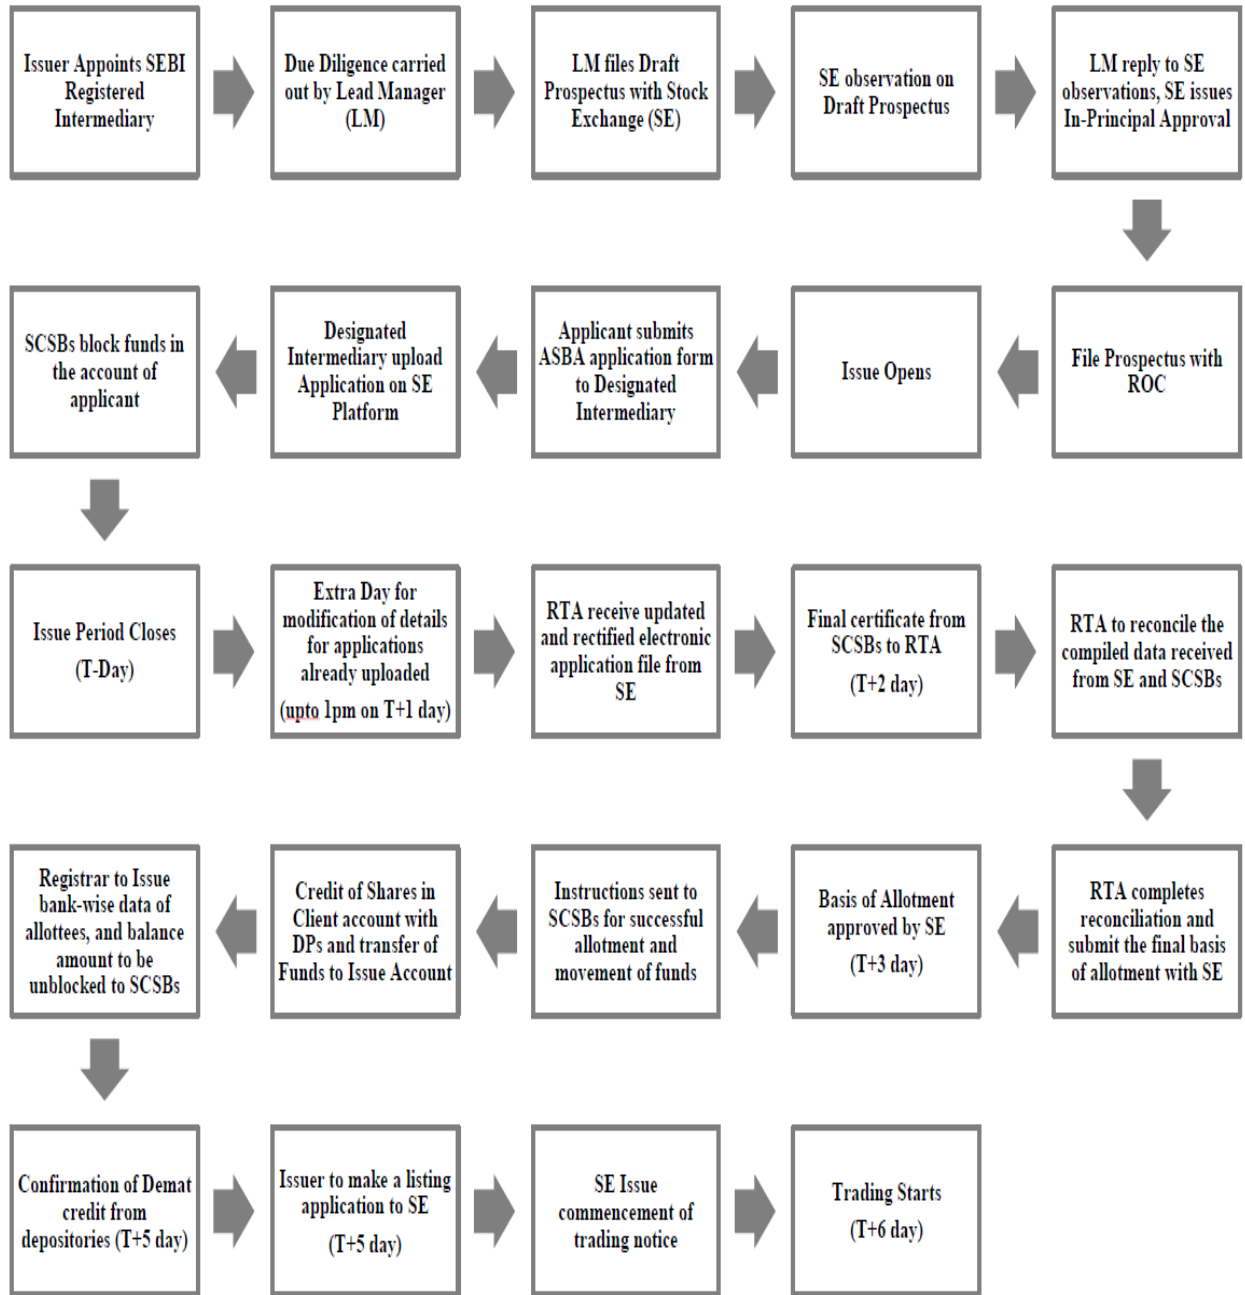 Issuer Appoints SEBI
Registered
Intermediary
Due Diligence carried
out by Lead Manager
(LM)
LM files Draft
Prospectus with Stock
Exchange (SE)
SE observation on
Draft Prospectus
LM reply to SE
observations, SE issues
In-Principal Approval
File Prospectus with
ROC
Issue Opens
Applicant submits
ASBA application form
to Designated
Intermediary
Designated
Intermediary upload
Application on SE
Platform
SCSBs block funds in
the account of
applicant
Issue Period Closes
(T-Day)
Extra Day for
modification of details
for applications
already uploaded
(upto 1pm on T+1 day)
RTA receive updated
and rectified electronic
application file from
SE
Final certificate from
SCSBs to RTA
(T+2 day)
RTA to reconcile the
compiled data received
from SE and SCSBs
RTA completes
reconciliation and
submit the final basis
of allotment with SE
Basis of Allotment
approved by SE
(T+3 day)
Instructions sent to
SCSBs for successful
allotment and
movement of funds
Credit of Shares in
Client account with
DPs and transfer of
Funds to Issue Account
Registrar to Issue
bank-wise data of
allottees, and balance
amount to be
unblocked to SCSBs
Confirmation of Demat
credit from
depositories (T+5 day)
Issuer to make a listing
application to SE
(T+5 day)
SE Issue
commencement of
trading notice
Trading Starts
(T+6 day)